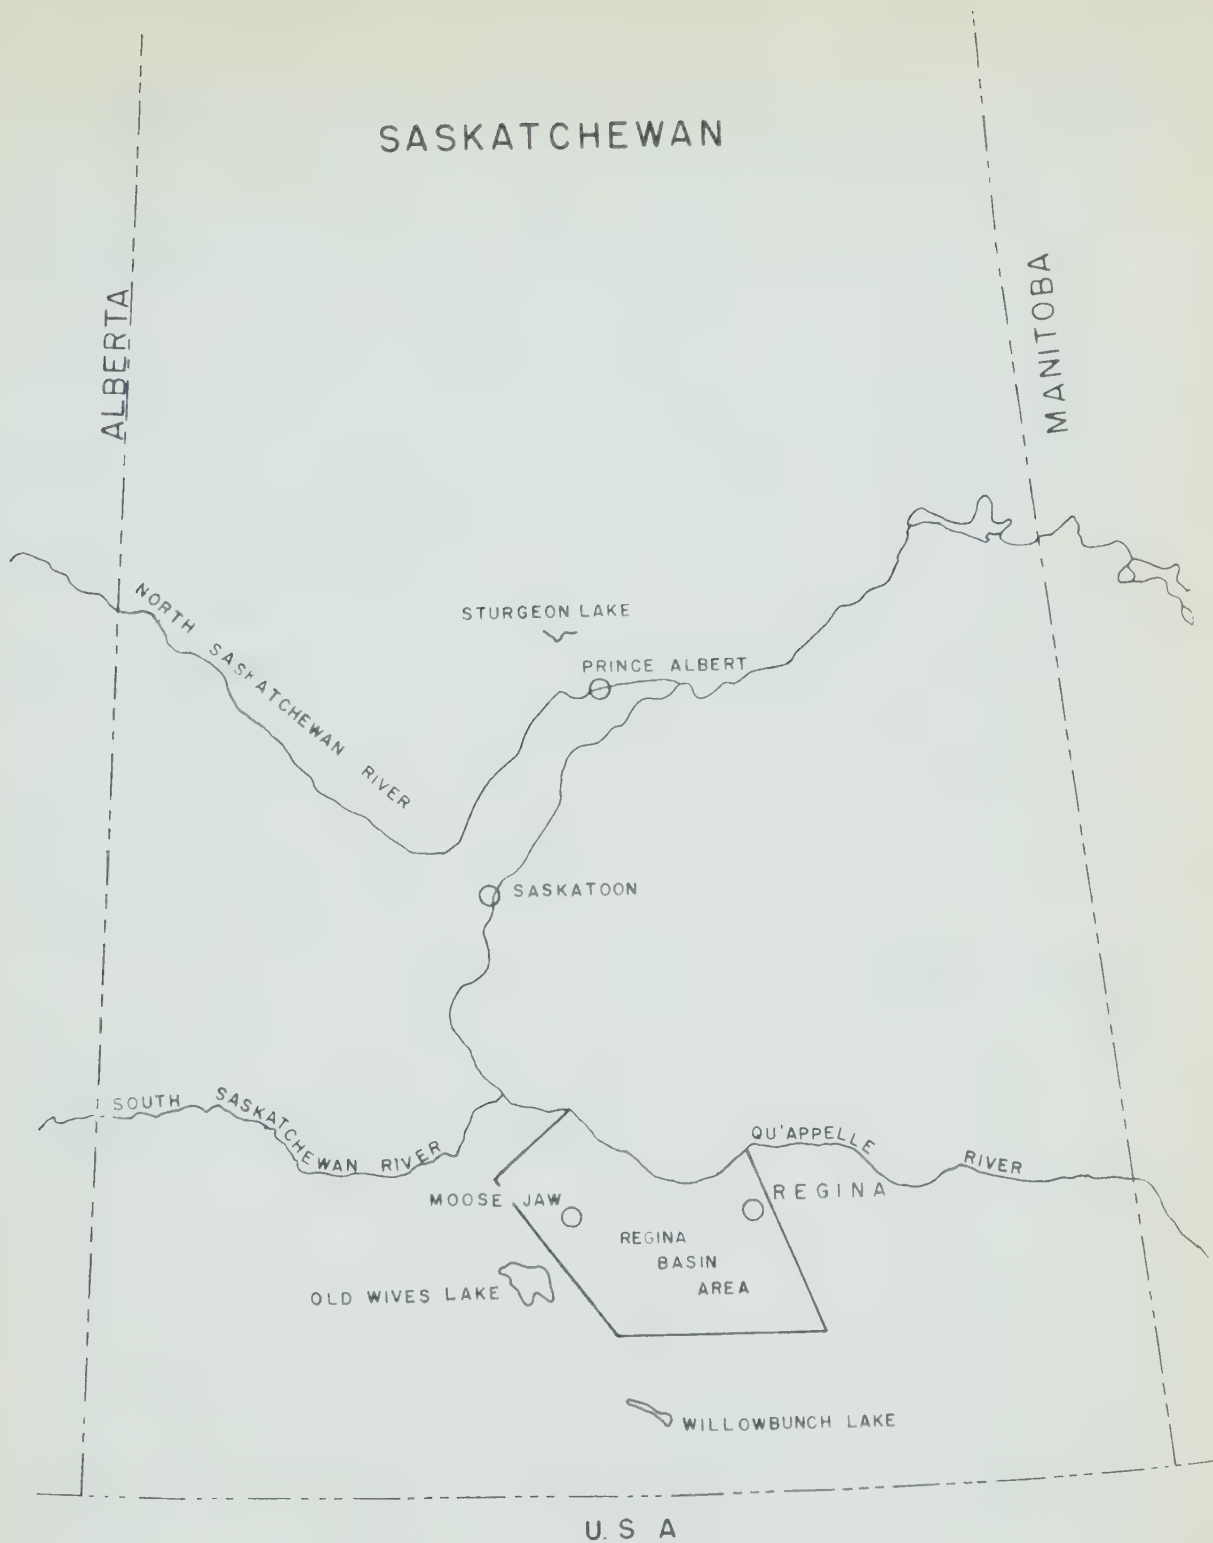 SASKATCHEWAN
ALBERTA
MANITOBA
NORTH SASKATCHEWAN RIVER
STURGEON LAKE
PRINCE ALBERT
SASKATOON
SOUTH SASKATCHEWAN RIVER
QU'APPELLE RIVER
MOOSE JAW
REGINA
REGINA
BASIN
AREA
OLD WIVES LAKE
WILLOWBUNCH LAKE
U. S A